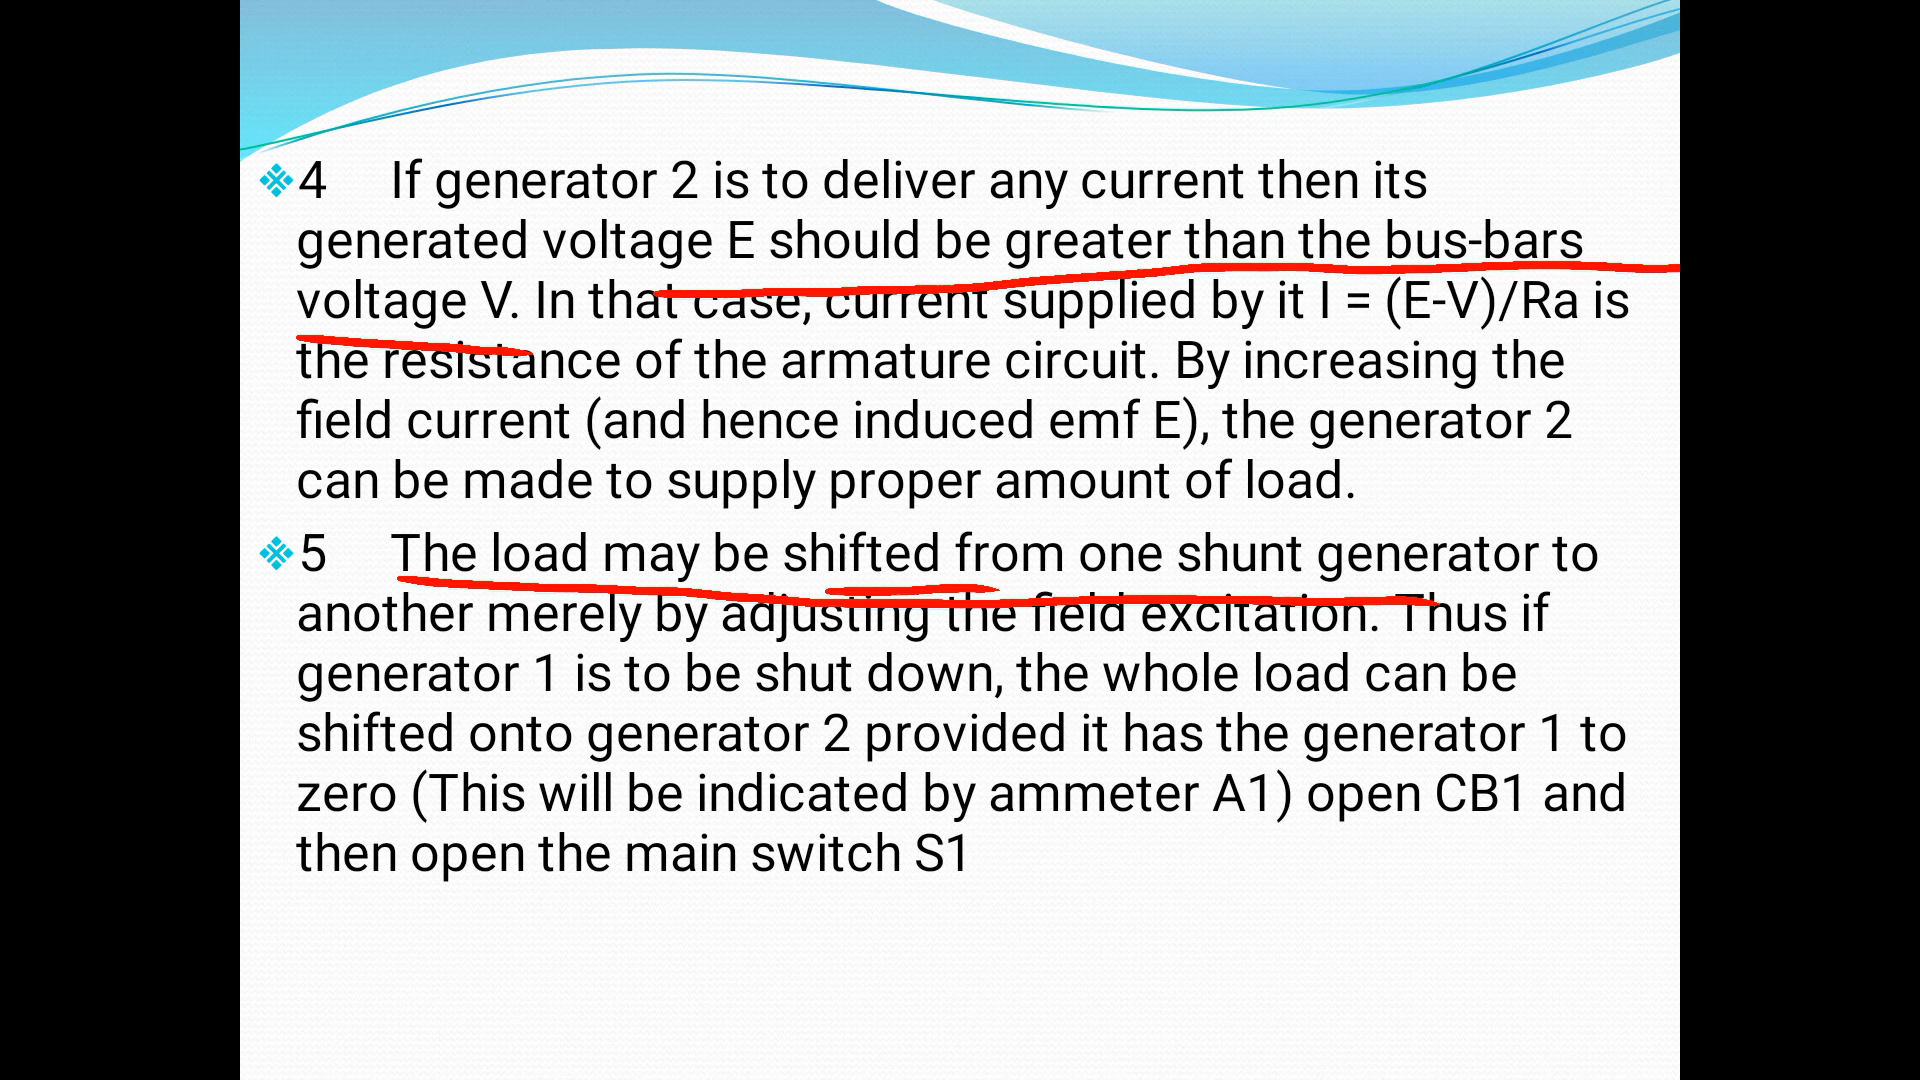 4 If generator 2 is to deliver any current then its
generated voltage E should be greater than the bus-bars
voltage V. In that case, current supplied by it I = (E-V)/Ra is
the resistance of the armature circuit. By increasing the
field current (and hence induced emf E), the generator 2
can be made to supply proper amount of load.
5 The load may be shifted from one shunt generator to
another merely by adjusting the field excitation. Thus if
generator 1 is to be shut down, the whole load can be
shifted onto generator 2 provided it has the generator 1 to
zero (This will be indicated by ammeter A1) open CB1 and
then open the main switch S1